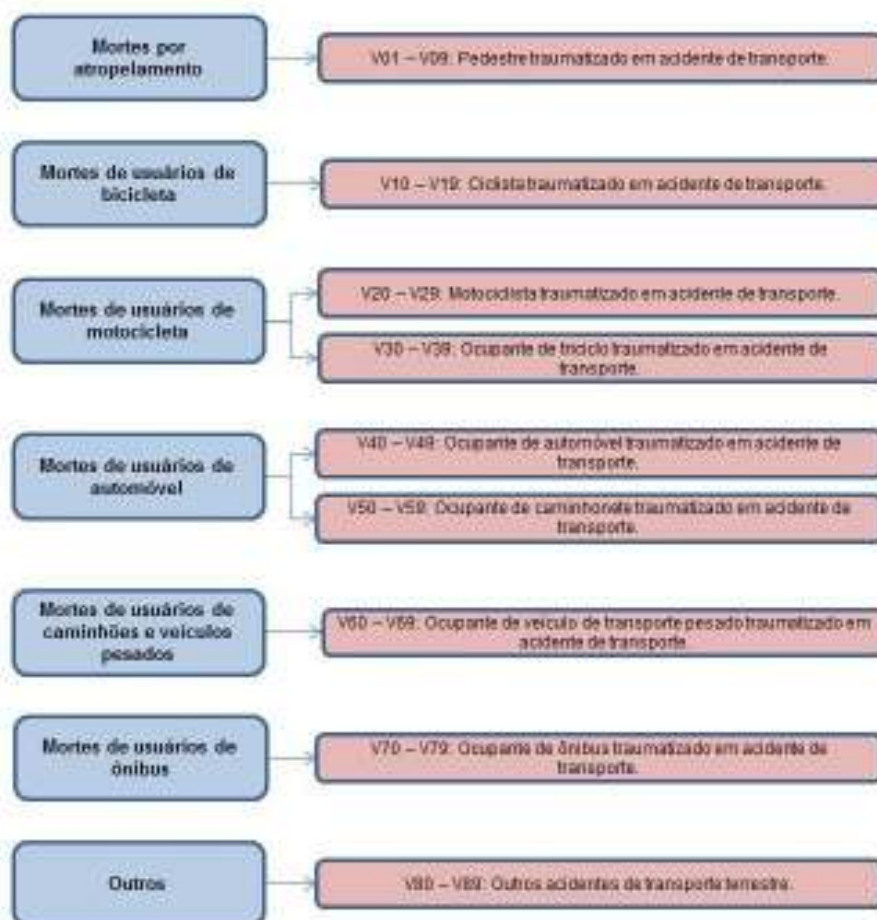 Mortes por
atropelamento
V01 – V09: Pedestre traumatizado em acidente de transporte.
Mortes de usuários de
bicicleta
V10 – V19: Ciclista traumatizado em acidente de transporte.
Mortes de usuários de
motocicleta
V20 – V29: Motociclista traumatizado em acidente de transporte.
V30 – V39: Ocupante de triciclo traumatizado em acidente de
transporte.
Mortes de usuários de
automóvel
V40 – V49: Ocupante de automóvel traumatizado em acidente de
transporte.
V50 – V59: Ocupante de caminhonete traumatizado em acidente de
transporte.
Mortes de usuários de
caminhões e veículos
pesados
V60 – V69: Ocupante de veículo de transporte pesado traumatizado em
acidente de transporte.
Mortes de usuários de
ônibus
V70 – V79: Ocupante de ônibus traumatizado em acidente de
transporte.
Outros
V80 – V89: Outros acidentes de transporte terrestre.